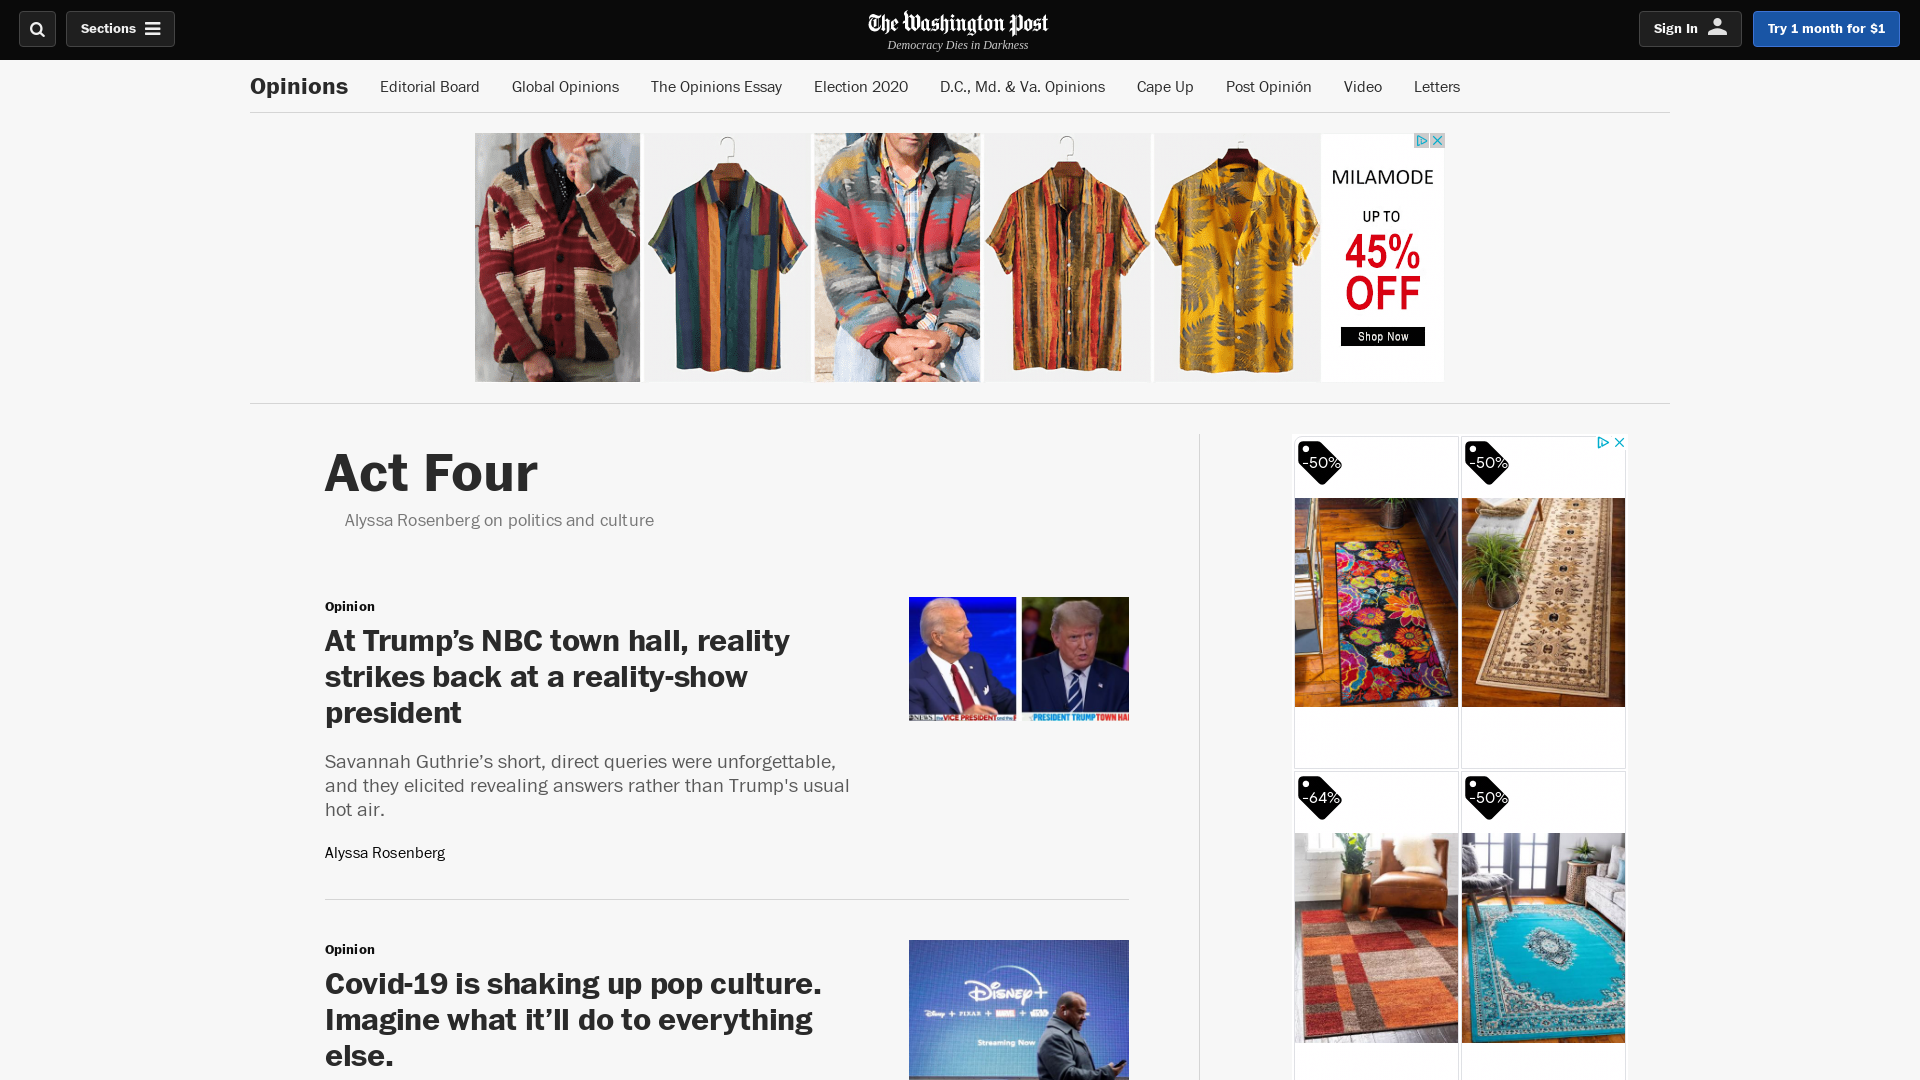 Sections
The Washington Post
Democracy Dies in Darkness
Sign In
Try 1 month for $1
Opinions
Editorial Board
Global Opinions
The Opinions Essay
Election 2020
D.C., Md. & Va. Opinions
Cape Up
Post Opinión
Video
Letters
MILAMODE
UP TO
45%
OFF
Shop Now
Act Four
Alyssa Rosenberg on politics and culture
Opinion
At Trump’s NBC town hall, reality
strikes back at a reality-show
president
Savannah Guthrie’s short, direct queries were unforgettable,
and they elicited revealing answers rather than Trump's usual
hot air.
Alyssa Rosenberg
NEWS VICE PRESIDENT
PRESIDENT TRUMP TOWN HA
Opinion
Covid-19 is shaking up pop culture.
Imagine what it’ll do to everything
else.
Disney+
Disney + PIXAR + MARVEL +
Streaming Now
-50%
-50%
-64%
-50%